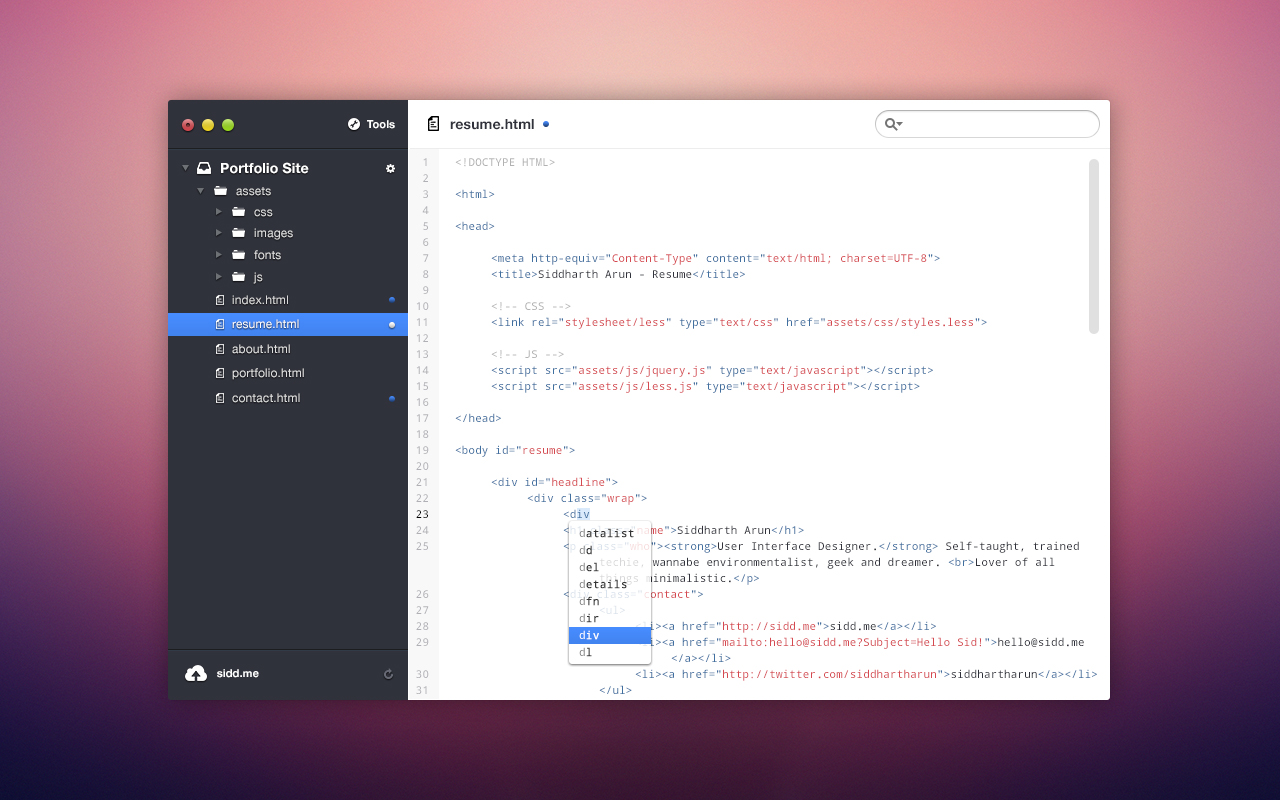 Tools
Portfolio Site
assets
css
images
fonts
js
index.html
resume.html
about.html
portfolio.html
contact.html
sidd.me
resume.html
1 <!DOCTYPE HTML>
2
3 <html>
4
5 <head>
6
7 <meta http-equiv="Content-Type" content="text/html; charset=UTF-8">
8 <title>Siddharth Arun - Resume</title>
9
10 <!-- CSS -->
11 <link rel="stylesheet/less" type="text/css" href="assets/css/styles.less">
12
13 <!-- JS -->
14 <script src="assets/js/jquery.js" type="text/javascript"></script>
15 <script src="assets/js/less.js" type="text/javascript"></script>
16
17 </head>
18
19 <body id="resume">
20
21 <div id="headline">
22 <div class="wrap">
23 <div
24 <h1 class="name">Siddharth Arun</h1>
25 <p class="who"><strong>User Interface Designer.</strong> Self-taught, trained
techie, wannabe environmentalist, geek and dreamer. <br>Lover of all
things minimalistic.</p>
26 <div class="contact">
27 <ul>
28 <li><a href="http://sidd.me">sidd.me</a></li>
29 <li><a href="mailto:hello@sidd.me?Subject=Hello Sid!">hello@sidd.me
</a></li>
30 <li><a href="http://twitter.com/siddhartharun">siddhartharun</a></li>
31 </ul>
datalist
dd
del
details
dfn
dir
div
dl